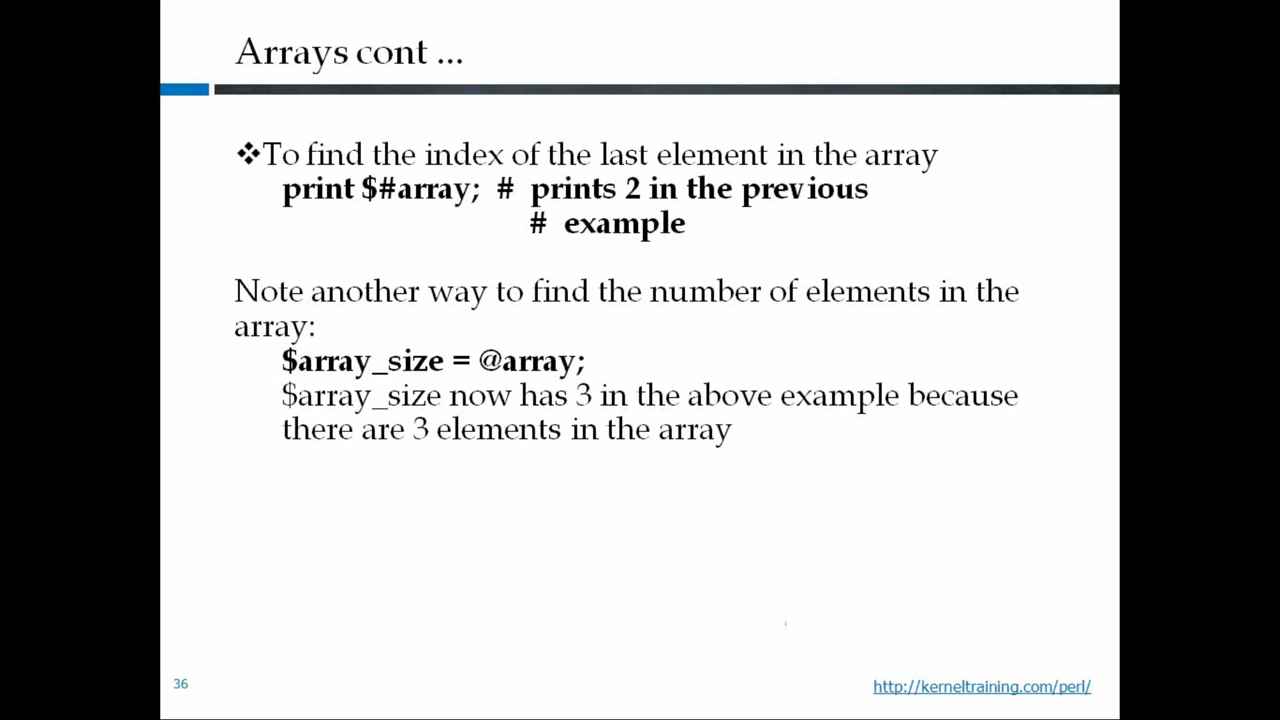 Arrays cont ...
❖To find the index of the last element in the array
print $#array; # prints 2 in the previous
# example
Note another way to find the number of elements in the
array:
$array_size = @array;
$array_size now has 3 in the above example because
there are 3 elements in the array
36
http://kerneltraining.com/perl/